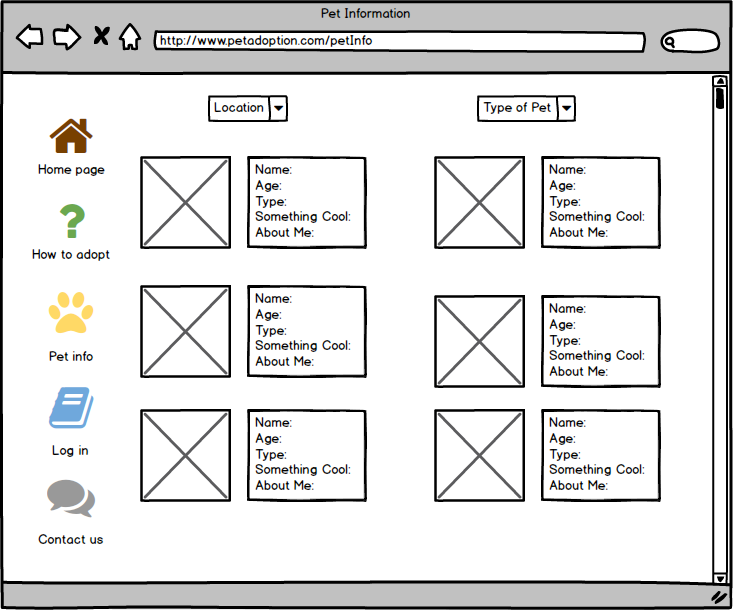 Pet Information
http://www.petadoption.com/petInfo
Location
Type of Pet
Home page
How to adopt
Pet info
Log in
Contact us
Name:
Age:
Type:
Something Cool:
About Me:
Name:
Age:
Type:
Something Cool:
About Me:
Name:
Age:
Type:
Something Cool:
About Me:
Name:
Age:
Type:
Something Cool:
About Me:
Name:
Age:
Type:
Something Cool:
About Me:
Name:
Age:
Type:
Something Cool:
About Me: